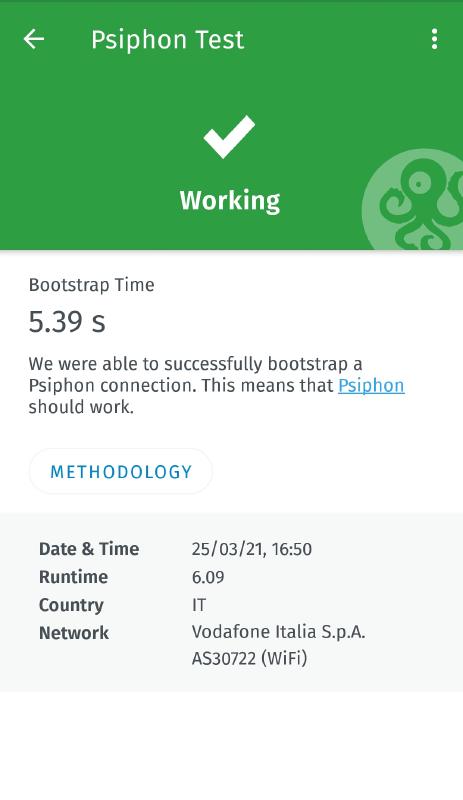 Psiphon Test
Working
Bootstrap Time
5.39 s
We were able to successfully bootstrap a
Psiphon connection. This means that Psiphon
should work.
METHODOLOGY
Date & Time 25/03/21, 16:50
Runtime 6.09
Country IT
Network Vodafone Italia S.p.A.
AS30722 (WiFi)